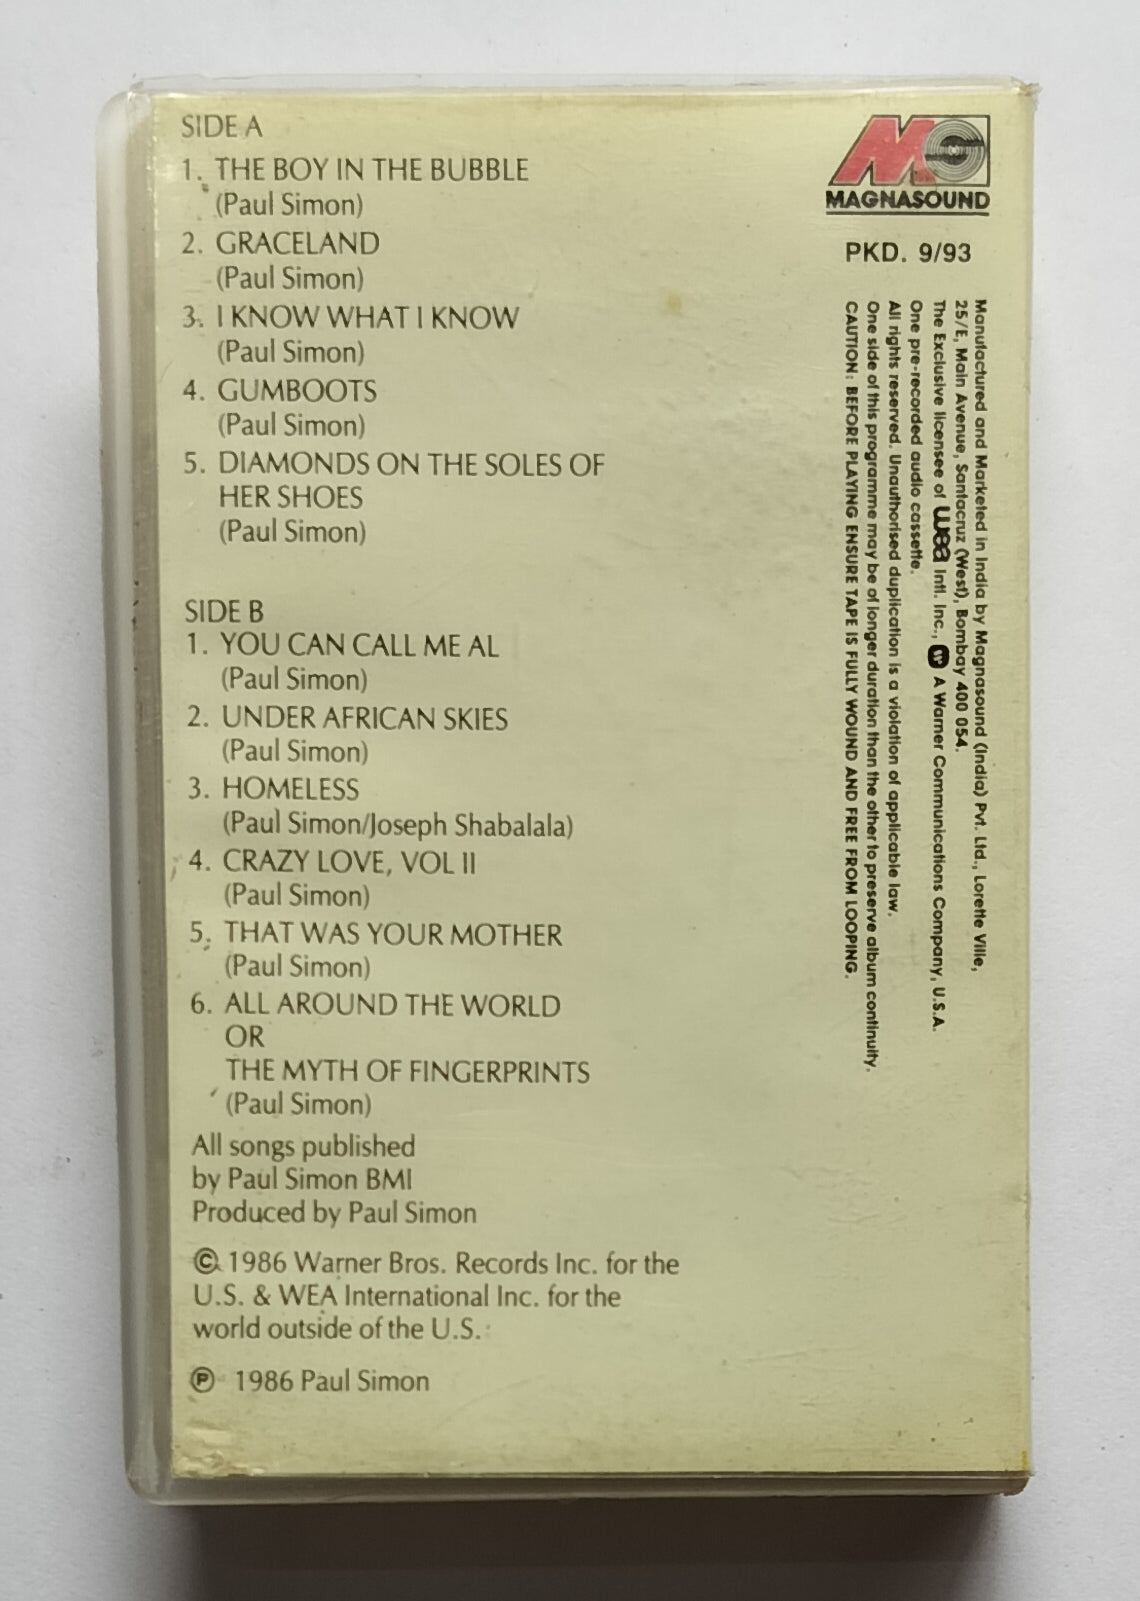 SIDE A
1. THE BOY IN THE BUBBLE
(Paul Simon)
2. GRACELAND
(Paul Simon)
3. I KNOW WHAT I KNOW
(Paul Simon)
4. GUMBOOTS
(Paul Simon)
5. DIAMONDS ON THE SOLES OF
HER SHOES
(Paul Simon)
SIDE B
1. YOU CAN CALL ME AL
(Paul Simon)
2. UNDER AFRICAN SKIES
(Paul Simon)
3. HOMELESS
(Paul Simon/Joseph Shabalala)
4. CRAZY LOVE, VOL II
(Paul Simon)
5. THAT WAS YOUR MOTHER
(Paul Simon)
6. ALL AROUND THE WORLD
OR
THE MYTH OF FINGERPRINTS
(Paul Simon)
All songs published
by Paul Simon BMI
Produced by Paul Simon
© 1986 Warner Bros. Records Inc. for the
U.S. & WEA International Inc. for the
world outside of the U.S.
℗ 1986 Paul Simon
MAGNASOUND
PKD. 9/93
Manufactured and Marketed in India by Magnasound (India) Pvt. Ltd., Lorette Ville,
25/E, Main Avenue, Santacruz (West), Bombay 400 054.
The Exclusive licensee of wea Intl. Inc., A Warner Communications Company, U.S.A.
One pre-recorded audio cassette.
All rights reserved. Unauthorised duplication is a violation of applicable law.
One side of this programme may be of longer duration than the other to preserve album continuity.
CAUTION: BEFORE PLAYING ENSURE TAPE IS FULLY WOUND AND FREE FROM LOOPING.